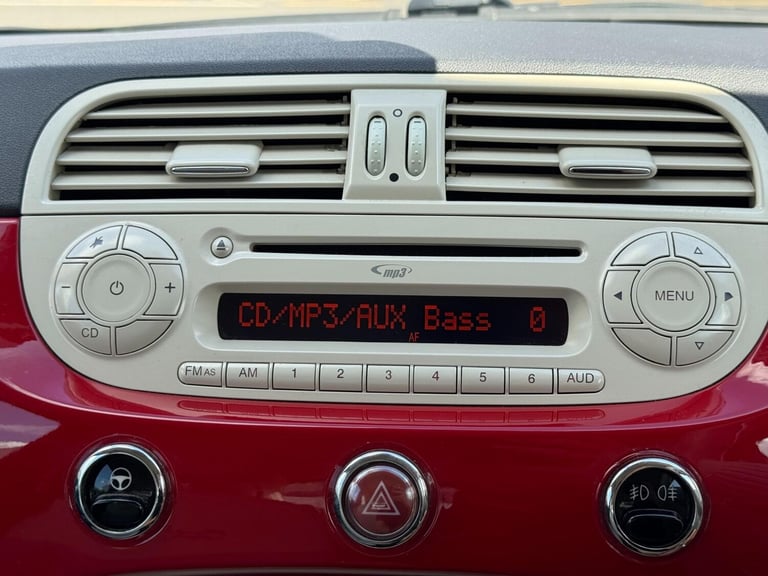 mp3
CD/MP3/AUX Bass 0
AF
− + CD
MENU
FM AS AM 1 2 3 4 5 6 AUD